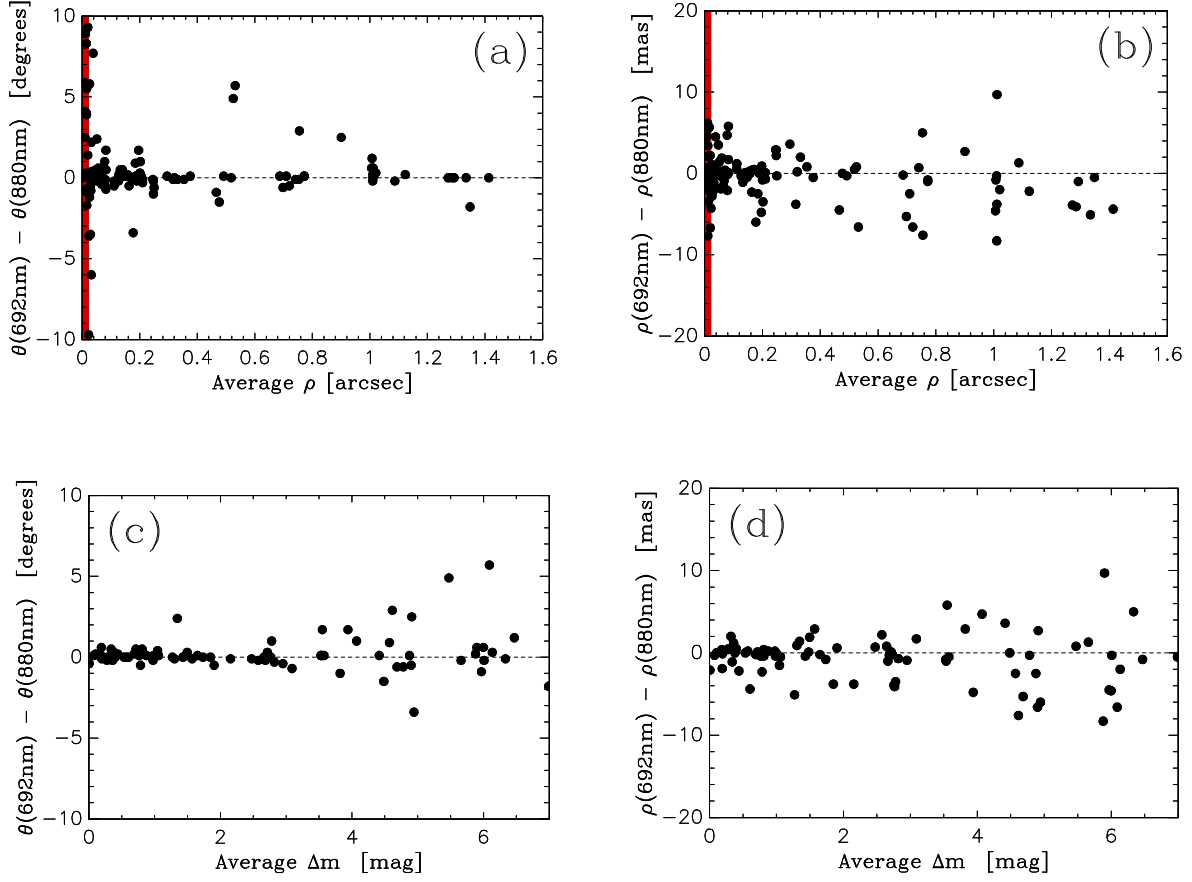 (a)
θ(692nm) − θ(880nm) [degrees]
10
5
0
−5
−10
0 0.2 0.4 0.6 0.8 1 1.2 1.4 1.6
Average ρ [arcsec]
(b)
ρ(692nm) − ρ(880nm) [mas]
20
10
0
−10
−20
0 0.2 0.4 0.6 0.8 1 1.2 1.4 1.6
Average ρ [arcsec]
(c)
θ(692nm) − θ(880nm) [degrees]
10
5
0
−5
−10
0 2 4 6
Average Δm [mag]
(d)
ρ(692nm) − ρ(880nm) [mas]
20
10
0
−10
−20
0 2 4 6
Average Δm [mag]